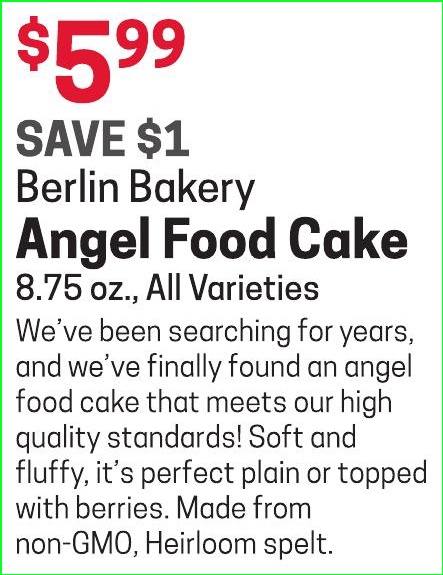 $5.99
SAVE $1
Berlin Bakery
Angel Food Cake
8.75 oz., All Varieties
We've been searching for years,
and we've finally found an angel
food cake that meets our high
quality standards! Soft and
fluffy, it's perfect plain or topped
with berries. Made from
non-GMO, Heirloom spelt.